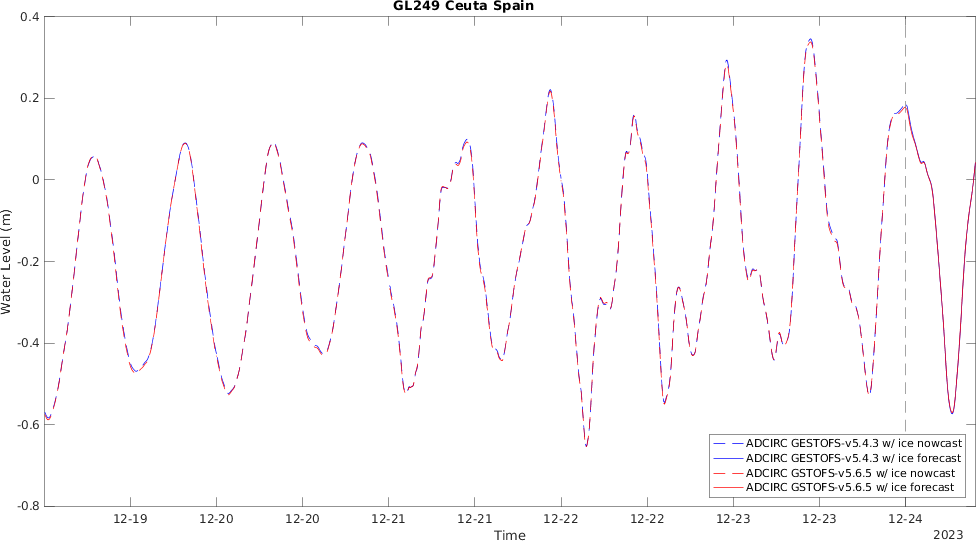 GL249 Ceuta Spain
0.4
0.2
0
-0.2
-0.4
-0.6
-0.8
Water Level (m)
12-19
12-20
12-20
12-21
12-21
12-22
12-22
12-23
12-23
12-24
Time
2023
ADCIRC GESTOFS-v5.4.3 w/ ice nowcast
ADCIRC GESTOFS-v5.4.3 w/ ice forecast
ADCIRC GSTOFS-v5.6.5 w/ ice nowcast
ADCIRC GSTOFS-v5.6.5 w/ ice forecast